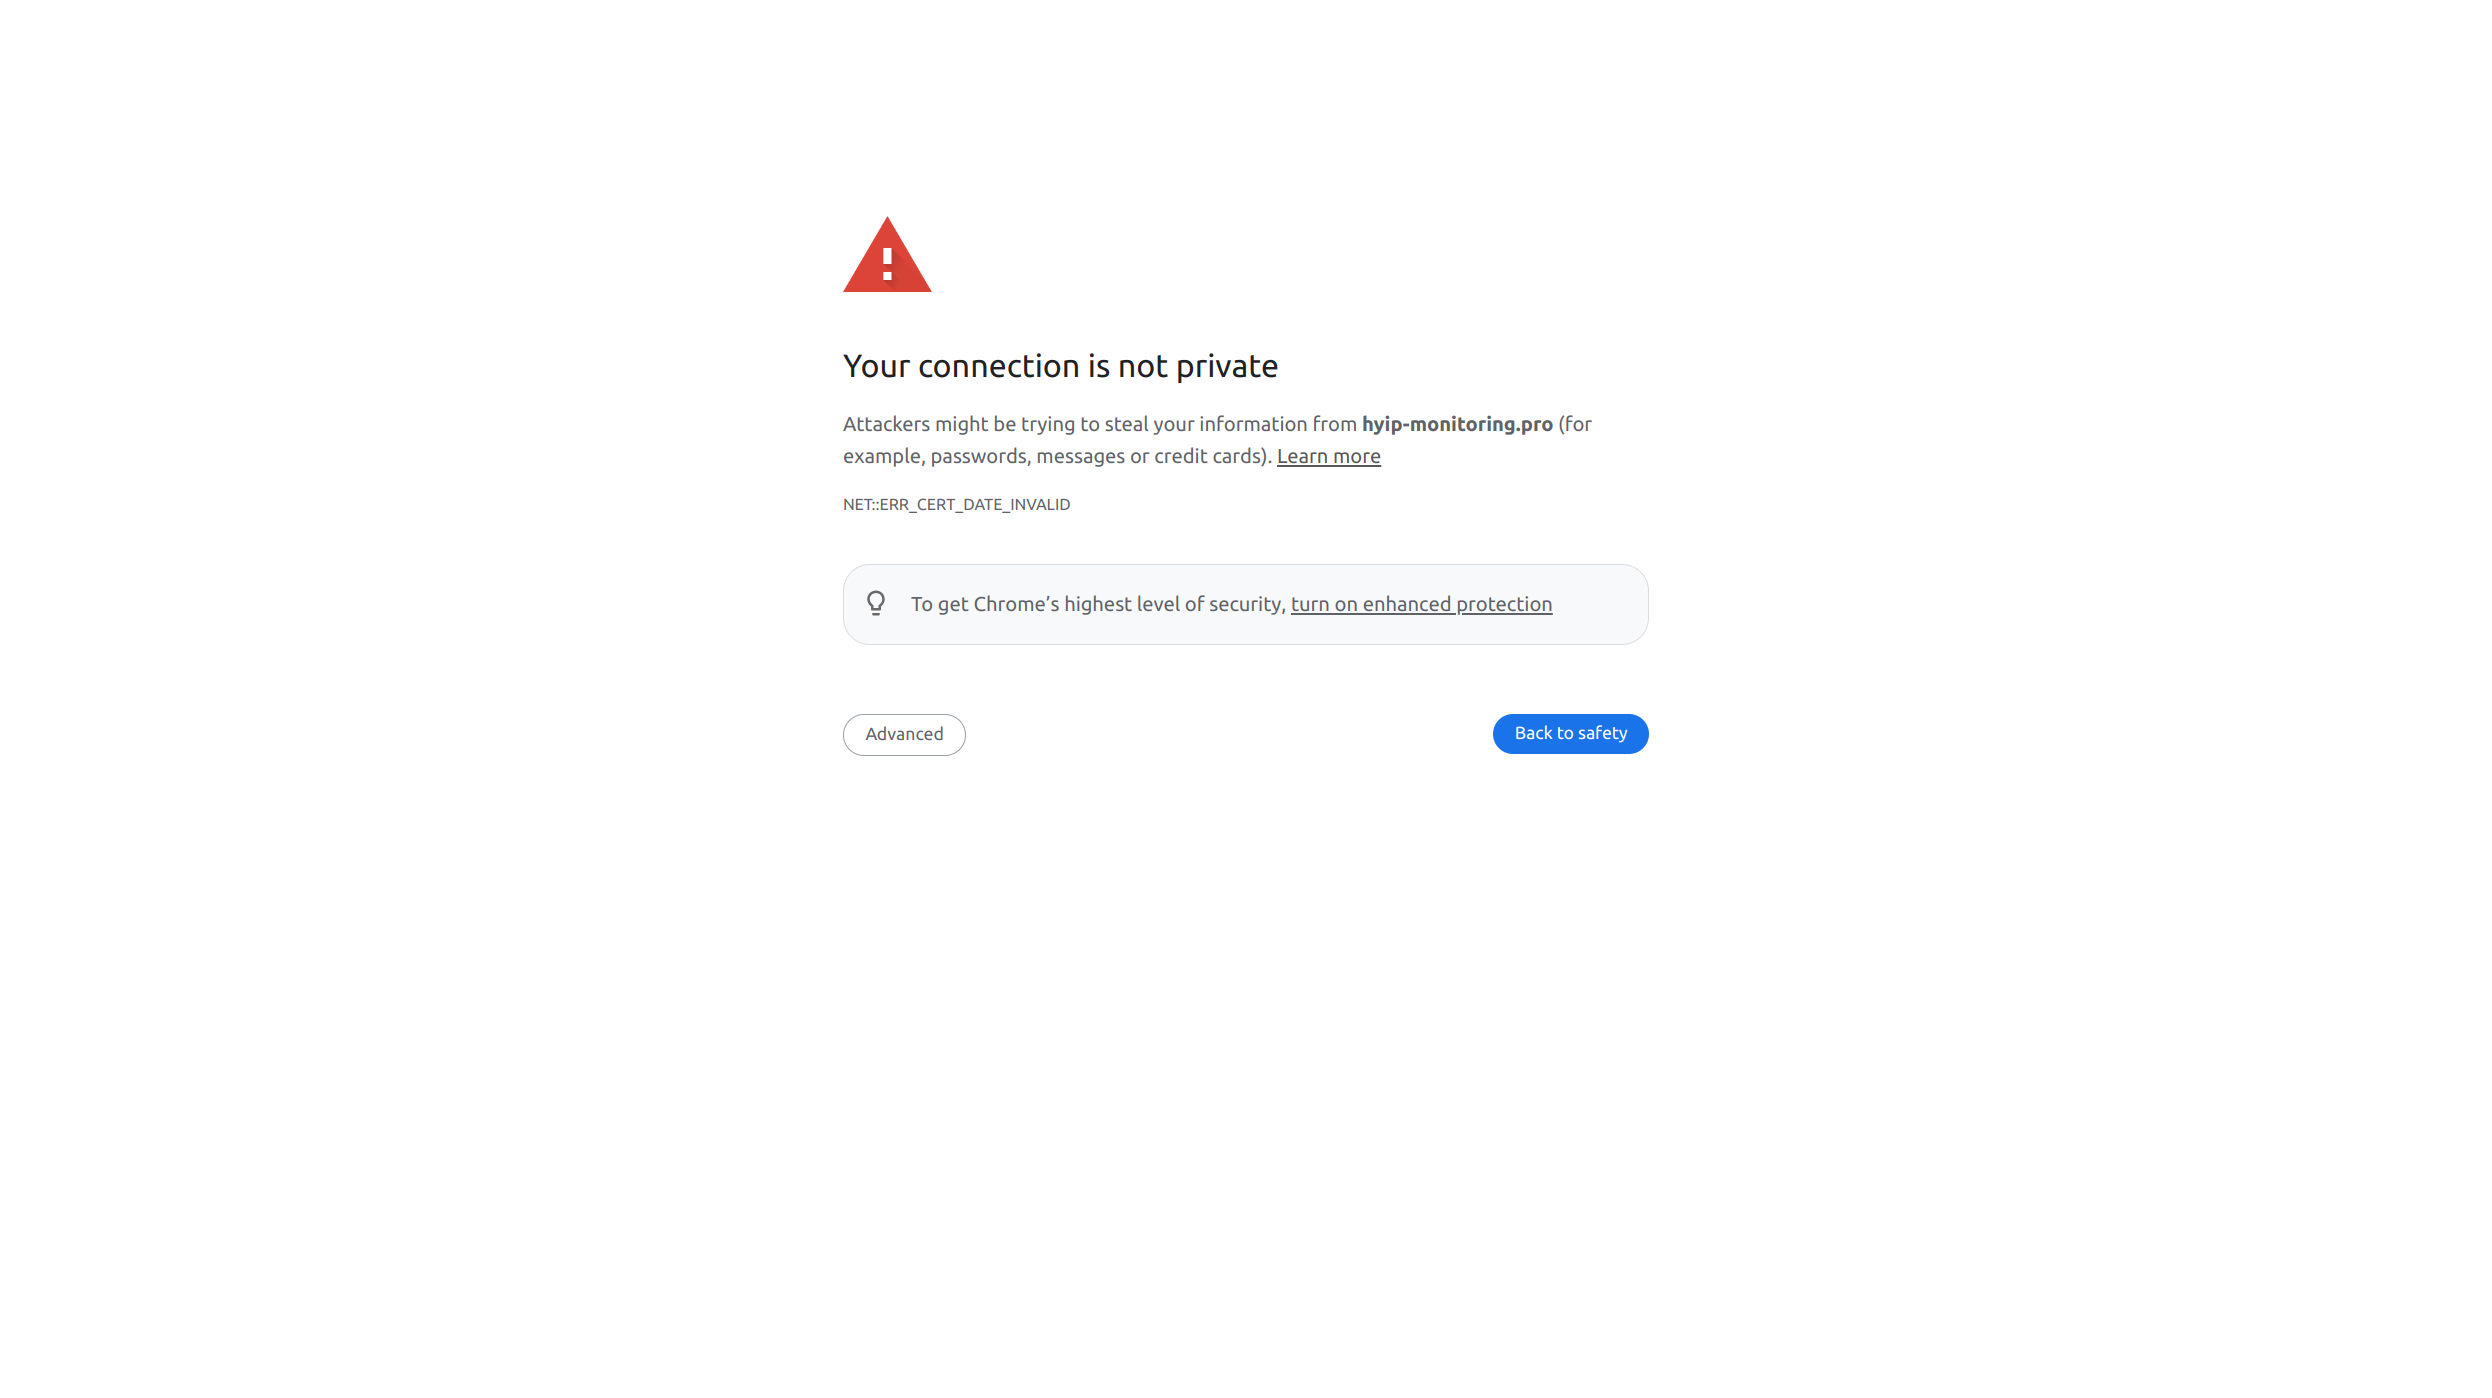 Your connection is not private
Attackers might be trying to steal your information from hyip-monitoring.pro (for
example, passwords, messages or credit cards). Learn more
NET::ERR_CERT_DATE_INVALID
To get Chrome’s highest level of security, turn on enhanced protection
Advanced
Back to safety